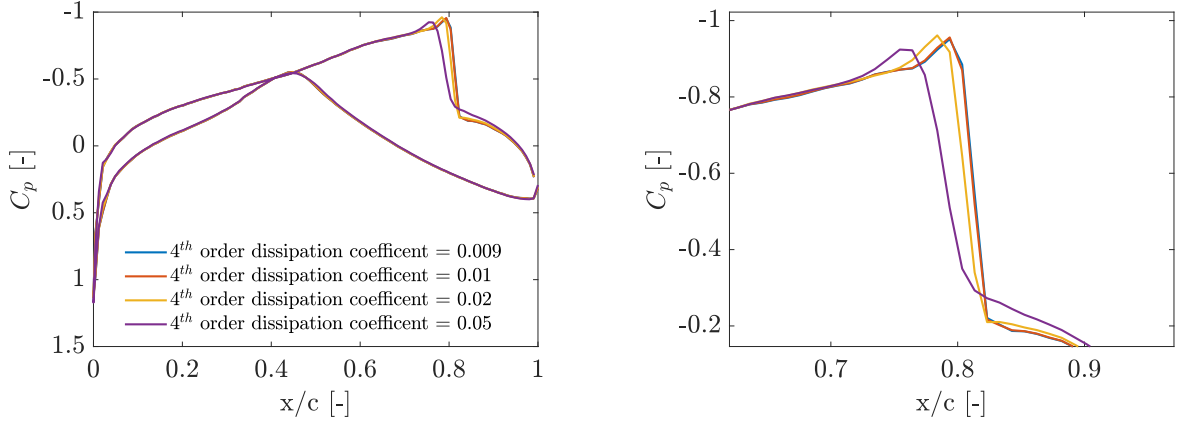 -1
-0.5
0
0.5
1
1.5
C_p [-]
4^th order dissipation coefficent = 0.009
4^th order dissipation coefficent = 0.01
4^th order dissipation coefficent = 0.02
4^th order dissipation coefficent = 0.05
0 0.2 0.4 0.6 0.8 1
x/c [-]
-1
-0.8
-0.6
-0.4
-0.2
C_p [-]
0.7 0.8 0.9
x/c [-]